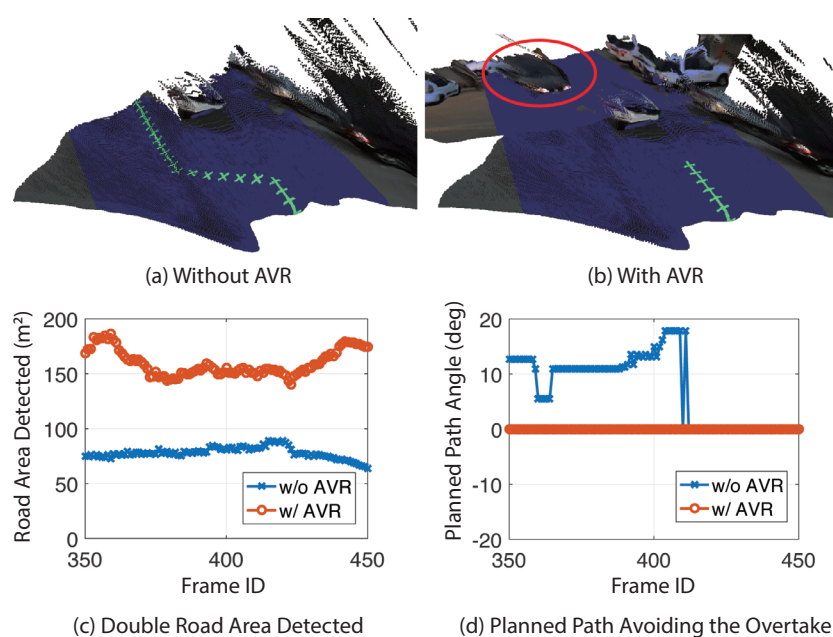 (a) Without AVR
(b) With AVR
200
150
100
50
0
350
400
450
Road Area Detected (m²)
Frame ID
w/o AVR
w/ AVR
(c) Double Road Area Detected
20
10
0
-10
-20
350
400
450
Planned Path Angle (deg)
Frame ID
w/o AVR
w/ AVR
(d) Planned Path Avoiding the Overtake